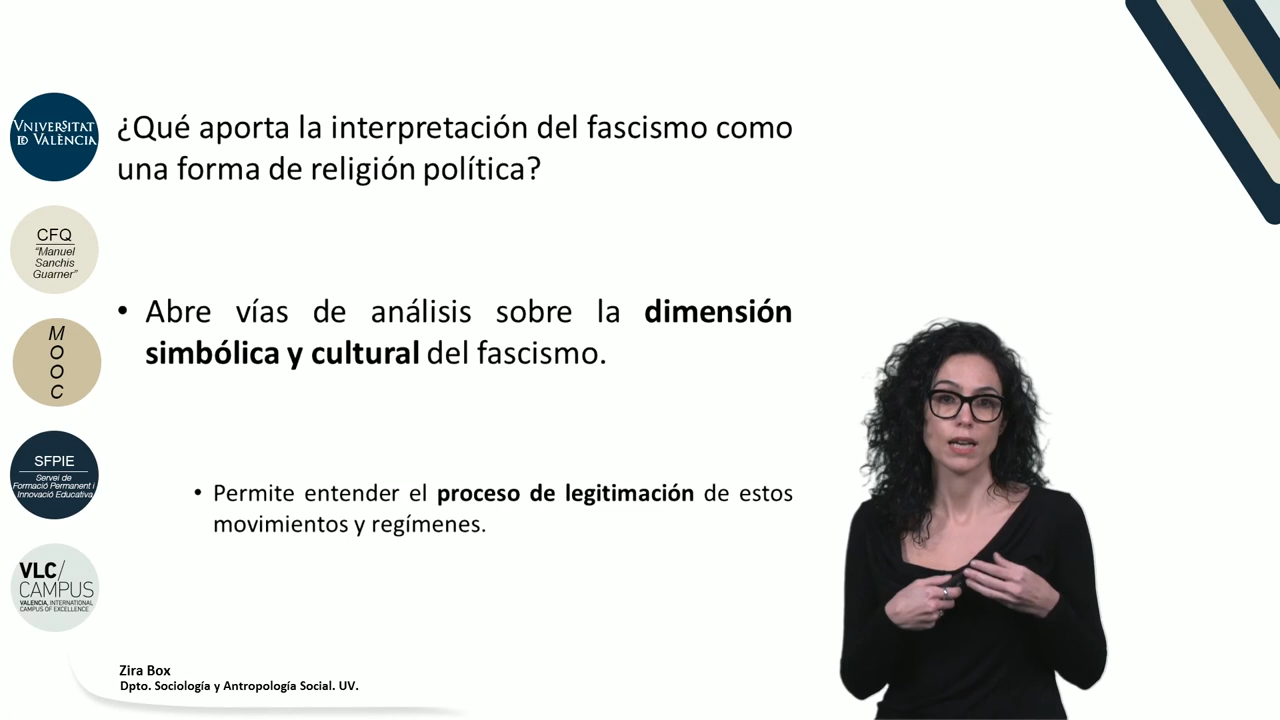 ¿Qué aporta la interpretación del fascismo como
una forma de religión política?
• Abre vías de análisis sobre la dimensión
simbólica y cultural del fascismo.
• Permite entender el proceso de legitimación de estos
movimientos y regímenes.
VNIVERSITAT
ID VALÈNCIA
CFQ
“Manuel
Sanchis
Guarner”
M
O
O
C
SFPIE
Servei de
Formació Permanent i
Innovació Educativa
VLC/
CAMPUS
VALENCIA, INTERNATIONAL
CAMPUS OF EXCELLENCE
Zira Box
Dpto. Sociología y Antropología Social. UV.